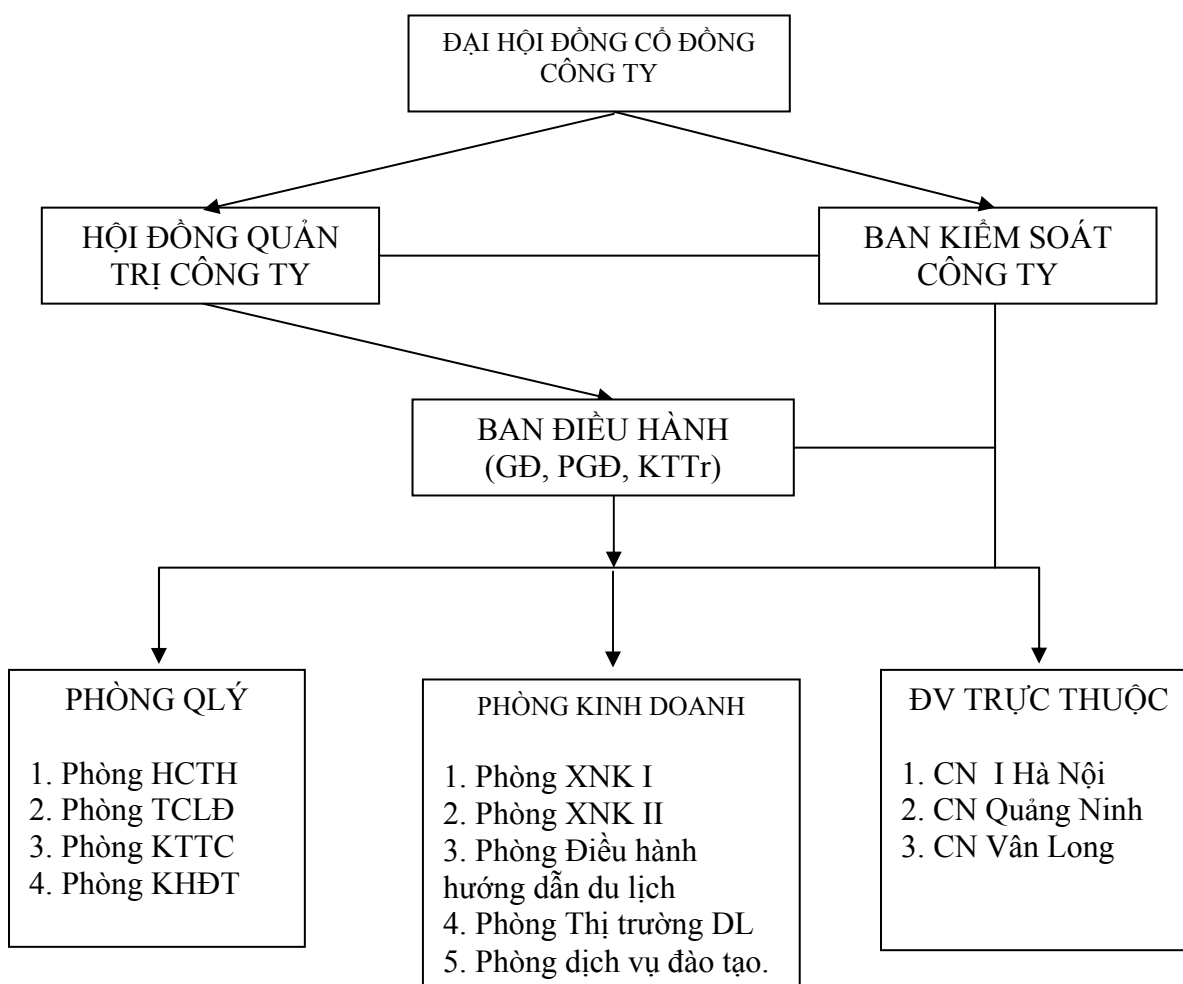 ĐẠI HỘI ĐỒNG CỔ ĐỒNG
CÔNG TY
HỘI ĐỒNG QUẢN
TRỊ CÔNG TY
BAN KIỂM SOÁT
CÔNG TY
BAN ĐIỀU HÀNH
(GĐ, PGĐ, KTTr)
PHÒNG QLÝ
1. Phòng HCTH
2. Phòng TCLĐ
3. Phòng KTTC
4. Phòng KHĐT
PHÒNG KINH DOANH
1. Phòng XNK I
2. Phòng XNK II
3. Phòng Điều hành
hướng dẫn du lịch
4. Phòng Thị trường DL
5. Phòng dịch vụ đào tạo.
ĐV TRỰC THUỘC
1. CN I Hà Nội
2. CN Quảng Ninh
3. CN Vân Long